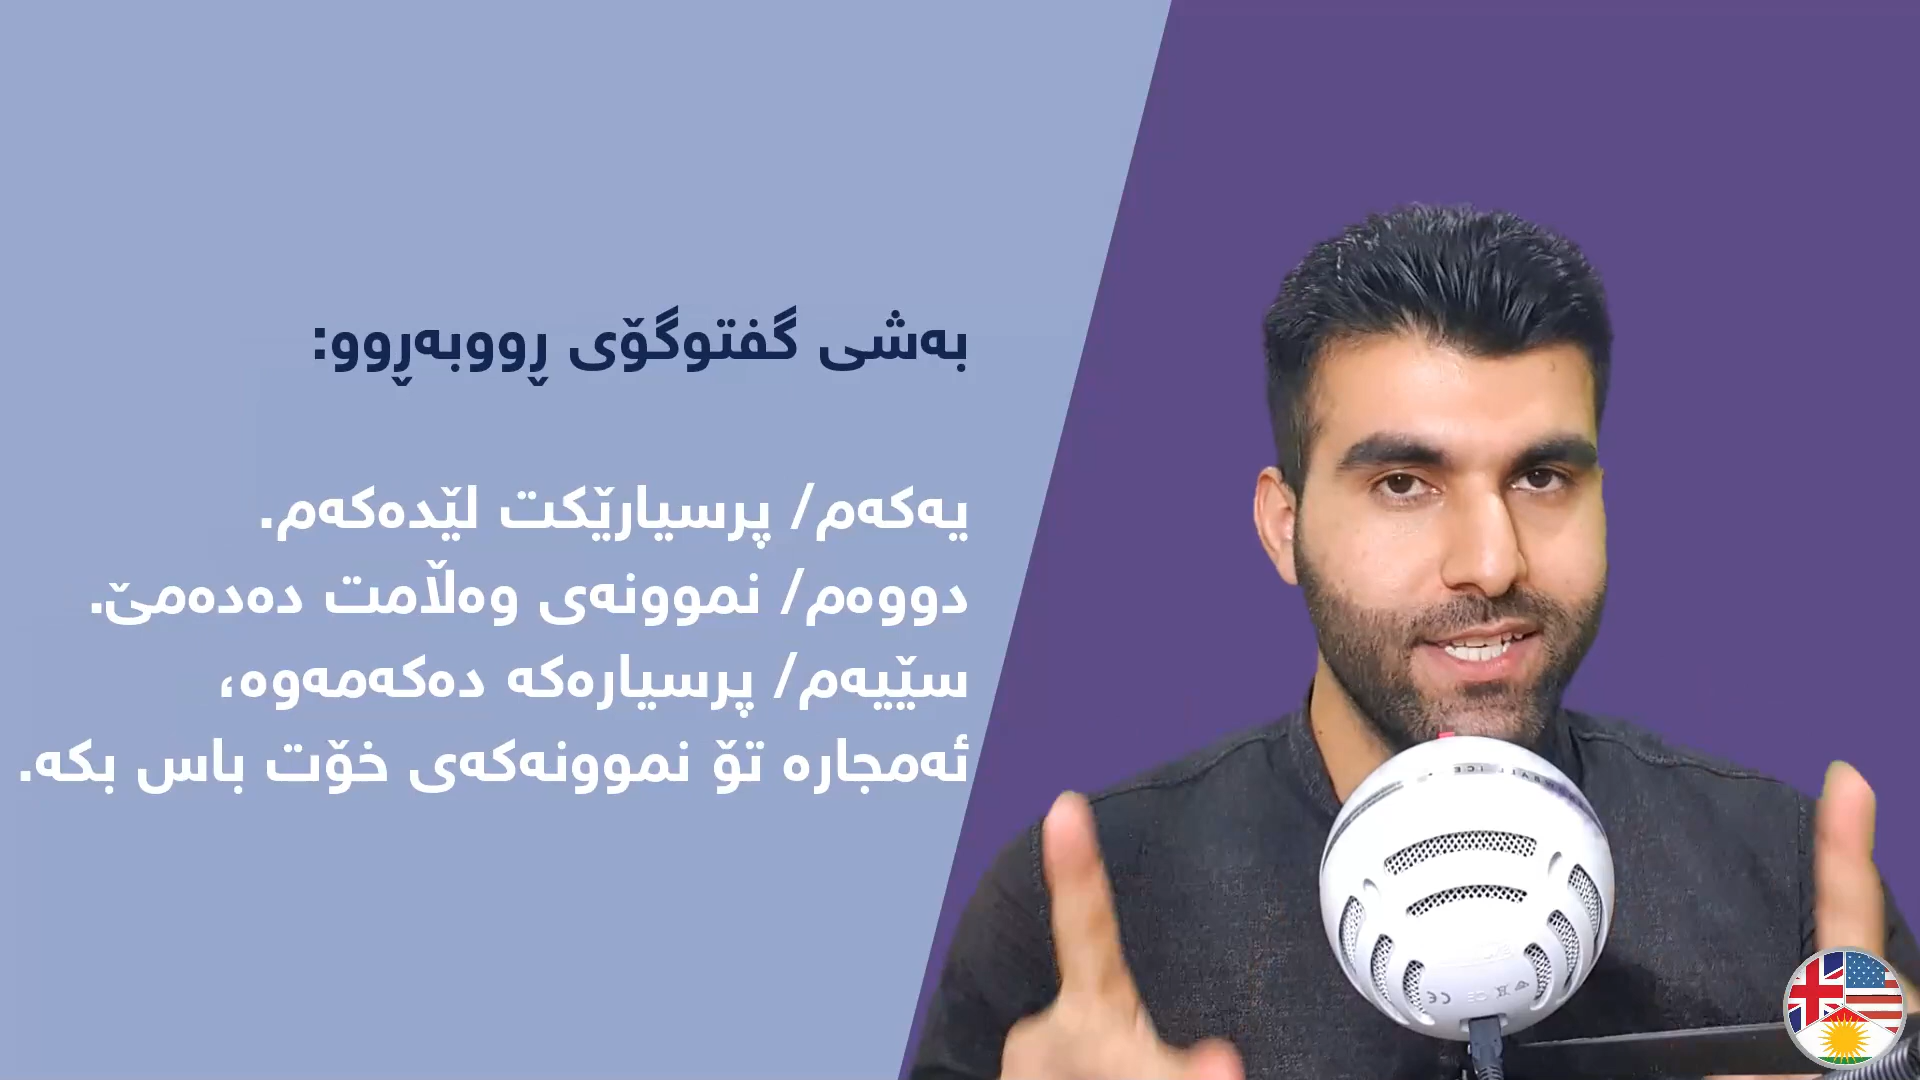 بەشی گفتوگۆی ڕووبەڕوو:
یەکەم/ پرسیارێکت لێدەکەم.
دووەم/ نموونەی وەڵامت دەدەمێ.
سێیەم/ پرسیارەکە دەکەمەوە،
ئەمجارە تۆ نموونەکەی خۆت باس بکە.